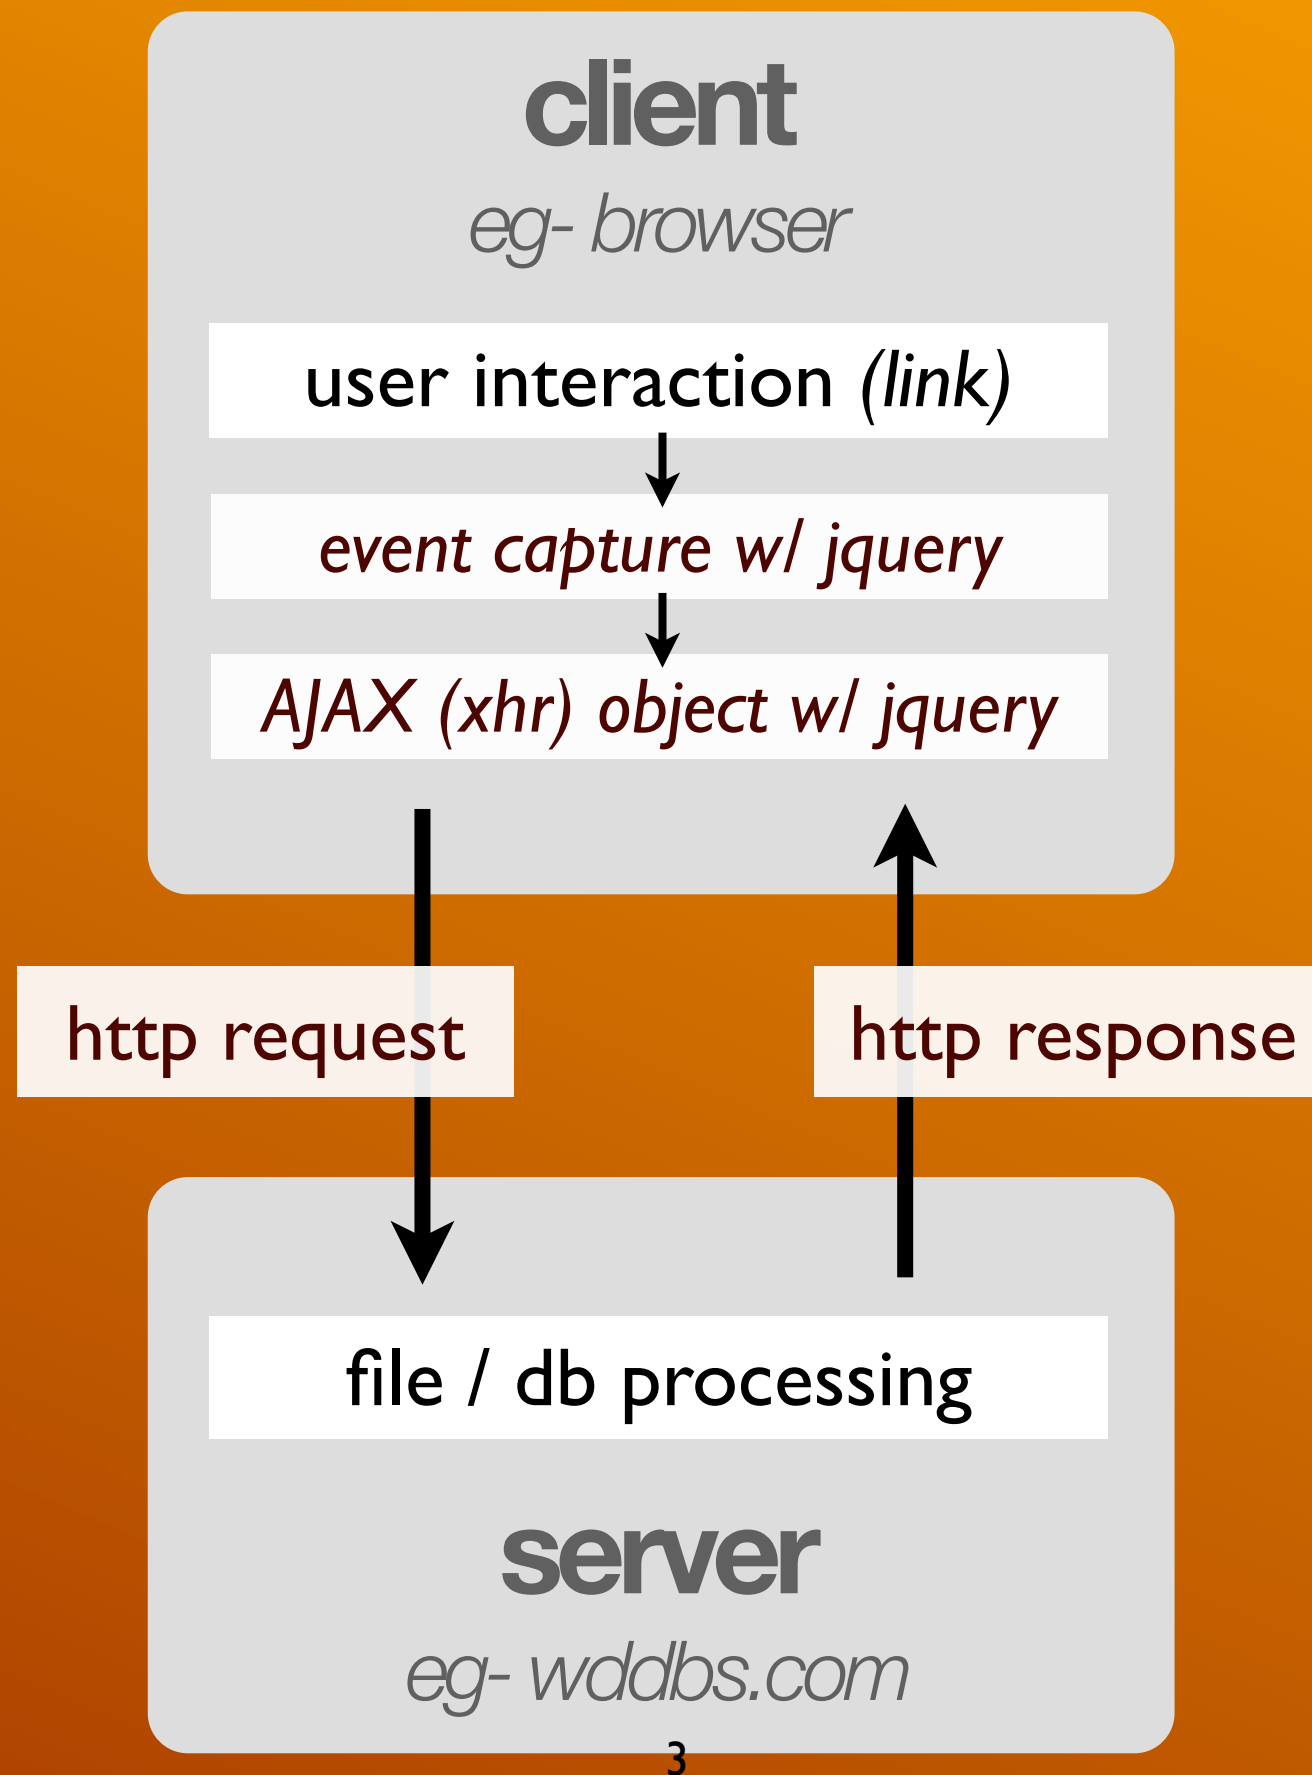 client
eg- browser
user interaction (link)
event capture w/ jquery
AJAX (xhr) object w/ jquery
http request
http response
file / db processing
server
eg- wddbs.com
3